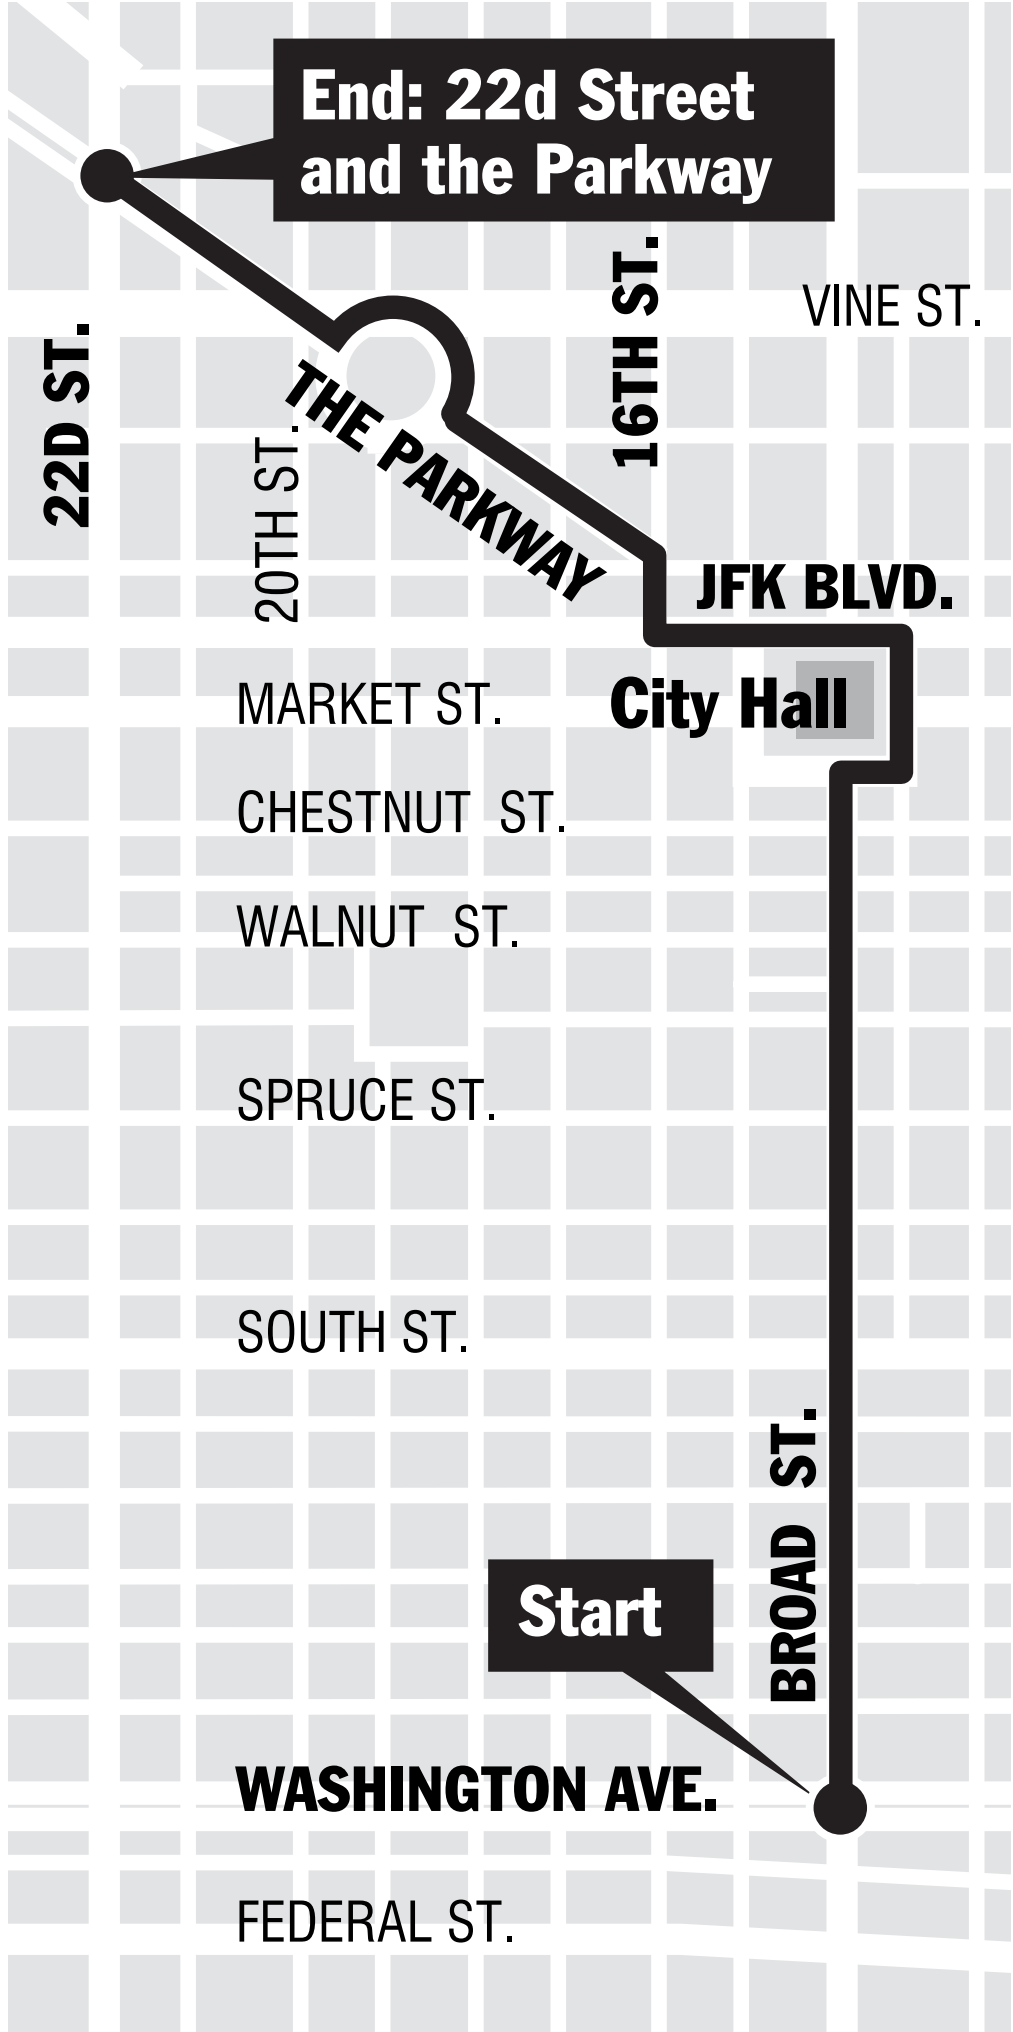 End: 22d Street
and the Parkway
16TH ST.
VINE ST.
22D ST.
THE PARKWAY
20TH ST.
JFK BLVD.
MARKET ST.
City Hall
CHESTNUT ST.
WALNUT ST.
SPRUCE ST.
SOUTH ST.
BROAD ST.
Start
WASHINGTON AVE.
FEDERAL ST.